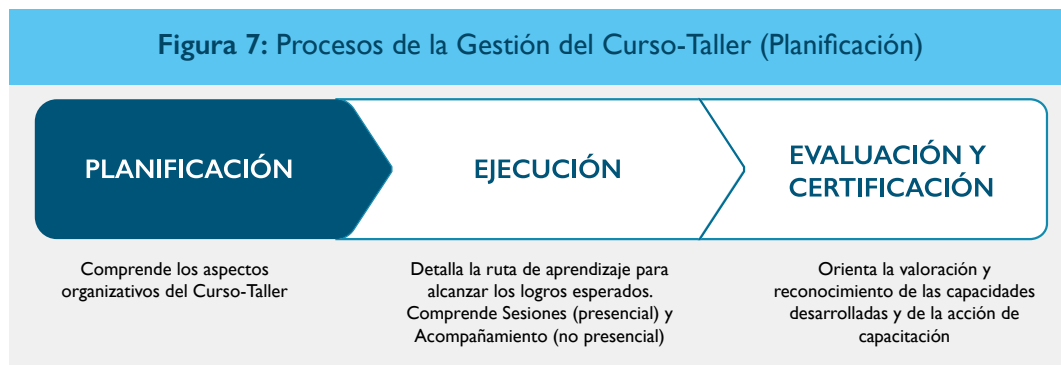 Figura 7: Procesos de la Gestión del Curso-Taller (Planificación)
PLANIFICACIÓN
EJECUCIÓN
EVALUACIÓN Y
CERTIFICACIÓN
Comprende los aspectos
organizativos del Curso-Taller
Detalla la ruta de aprendizaje para
alcanzar los logros esperados.
Comprende Sesiones (presencial) y
Acompañamiento (no presencial)
Orienta la valoración y
reconocimiento de las capacidades
desarrolladas y de la acción de
capacitación